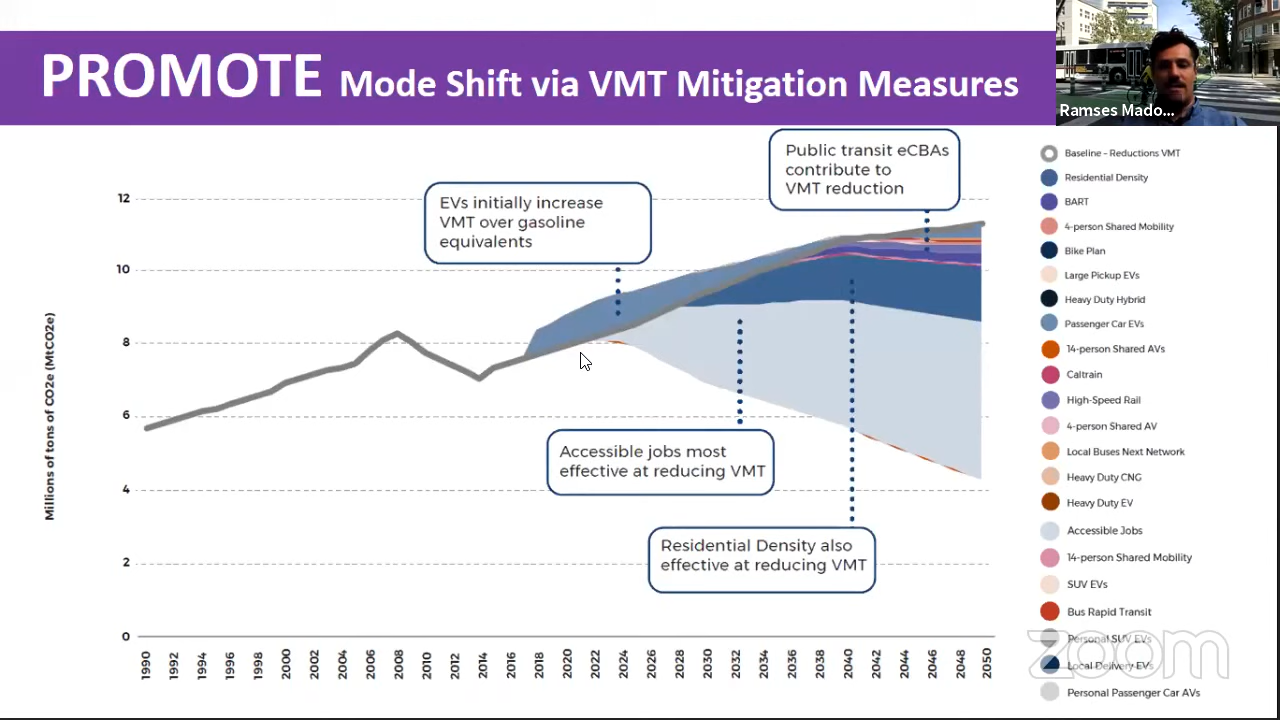 PROMOTE Mode Shift via VMT Mitigation Measures
Ramses Mado...
Public transit eCBAs
contribute to
VMT reduction
EVs initially increase
VMT over gasoline
equivalents
Accessible jobs most
effective at reducing VMT
Residential Density also
effective at reducing VMT
Millions of tons of CO2e (MtCO2e)
12
10
8
6
4
2
0
1990 1992 1994 1996 1998 2000 2002 2004 2006 2008 2010 2012 2014 2016 2018 2020 2022 2024 2026 2028 2030 2032 2034 2036 2038 2040 2042 2044 2046 2048 2050
Baseline - Reductions VMT
Residential Density
BART
4-person Shared Mobility
Bike Plan
Large Pickup EVs
Heavy Duty Hybrid
Passenger Car EVs
14-person Shared AVs
Caltrain
High-Speed Rail
4-person Shared AV
Local Buses Next Network
Heavy Duty CNG
Heavy Duty EV
Accessible Jobs
14-person Shared Mobility
SUV EVs
Bus Rapid Transit
Personal SUV EVs
Local Delivery EVs
Personal Passenger Car AVs
zoom